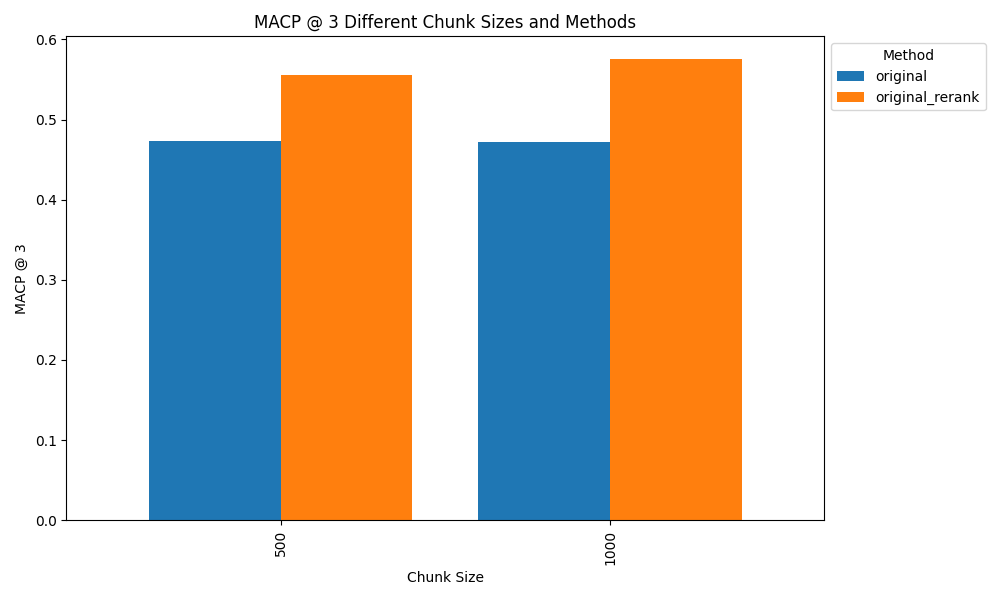 MACP @ 3 Different Chunk Sizes and Methods
Method
original
original_rerank
0.6
0.5
0.4
0.3
0.2
0.1
0.0
MACP @ 3
500
1000
Chunk Size